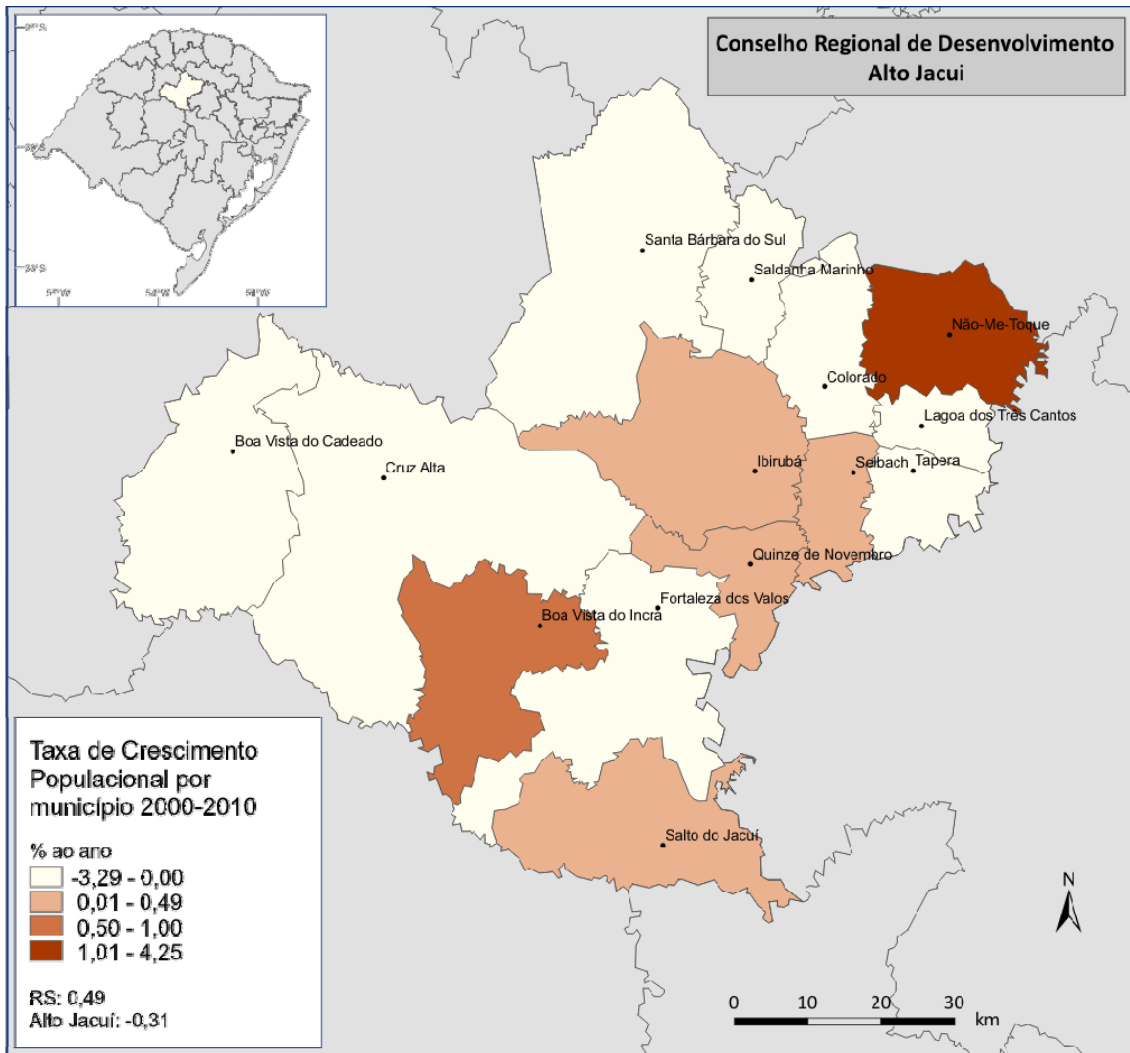 Conselho Regional de Desenvolvimento
Alto Jacui
Santa Bárbara do Sul
Saldanha Marinho
Não-Me-Toque
Colorado
Lagoa dos Três Cantos
Boa Vista do Cadeado
Cruz Alta
Ibirubá
Selbach
Tapera
Quinze de Novembro
Fortaleza dos Valos
Boa Vista do Incra
Salto do Jacuí
Taxa de Crescimento
Populacional por
município 2000-2010
% ao ano
-3,29 - 0,00
0,01 - 0,49
0,50 - 1,00
1,01 - 4,25
RS: 0,49
Alto Jacuí: -0,31
N
0 10 20 30
km